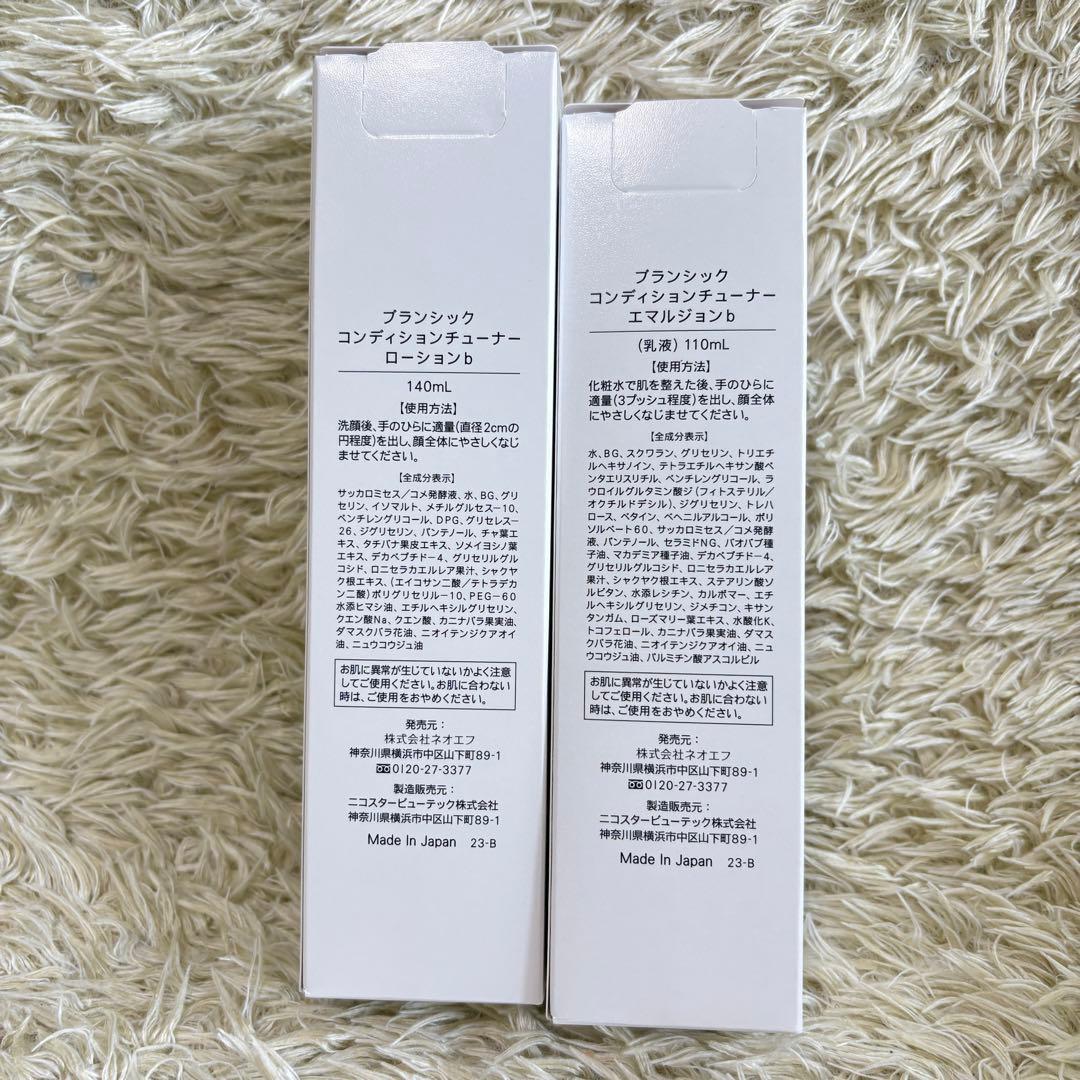 ブランシック
コンディションチューナー
ローションb
140mL
【使用方法】
洗顔後、手のひらに適量(直径2cmの
円程度)を出し、顔全体にやさしくなじ
ませてください。
【全成分表示】
サッカロミセス／コメ発酵液、水、BG、グリ
セリン、イソマルト、メチルグルセス－10、
ペンチレングリコール、DPG、グリセレス－
26、ジグリセリン、パンテノール、チャ葉エ
キス、タチバナ果皮エキス、ソメイヨシノ葉
エキス、デカペプチド－4、グリセリルグル
コシド、ロニセラカエルレア果汁、シャクヤ
ク根エキス、(エイコサン二酸／テトラデカ
ン二酸)ポリグリセリル－10、PEG－60
水添ヒマシ油、エチルヘキシルグリセリン、
クエン酸Na、クエン酸、カニナバラ果実油、
ダマスクバラ花油、ニオイテンジクアオイ
油、ニュウコウジュ油
お肌に異常が生じていないかよく注意
してご使用ください。お肌に合わない
時は、ご使用をおやめください。
発売元：
株式会社ネオエフ
神奈川県横浜市中区山下町89-1
0120-27-3377
製造販売元：
ニコスタービューテック株式会社
神奈川県横浜市中区山下町89-1
Made In Japan 23-B
ブランシック
コンディションチューナー
エマルジョンb
(乳液) 110mL
【使用方法】
化粧水で肌を整えた後、手のひらに
適量(3プッシュ程度)を出し、顔全体
にやさしくなじませてください。
【全成分表示】
水、BG、スクワラン、グリセリン、トリエチ
ルヘキサノイン、テトラエチルヘキサン酸ペ
ンタエリスリチル、ペンチレングリコール、ラ
ウロイルグルタミン酸ジ(フィトステリル／
オクチルドデシル)、ジグリセリン、トレハ
ロース、ベタイン、ベヘニルアルコール、ポリ
ソルベート60、サッカロミセス／コメ発酵
液、パンテノール、セラミドNG、バオバブ種
子油、マカデミア種子油、デカペプチド－4、
グリセリルグルコシド、ロニセラカエルレア
果汁、シャクヤク根エキス、ステアリン酸ソ
ルビタン、水添レシチン、カルボマー、エチ
ルヘキシルグリセリン、ジメチコン、キサン
タンガム、ローズマリー葉エキス、水酸化K、
トコフェロール、カニナバラ果実油、ダマス
クバラ花油、ニオイテンジクアオイ油、ニュ
ウコウジュ油、パルミチン酸アスコルビル
お肌に異常が生じていないかよく注意
してご使用ください。お肌に合わない
時は、ご使用をおやめください。
発売元：
株式会社ネオエフ
神奈川県横浜市中区山下町89-1
0120-27-3377
製造販売元：
ニコスタービューテック株式会社
神奈川県横浜市中区山下町89-1
Made In Japan 23-B